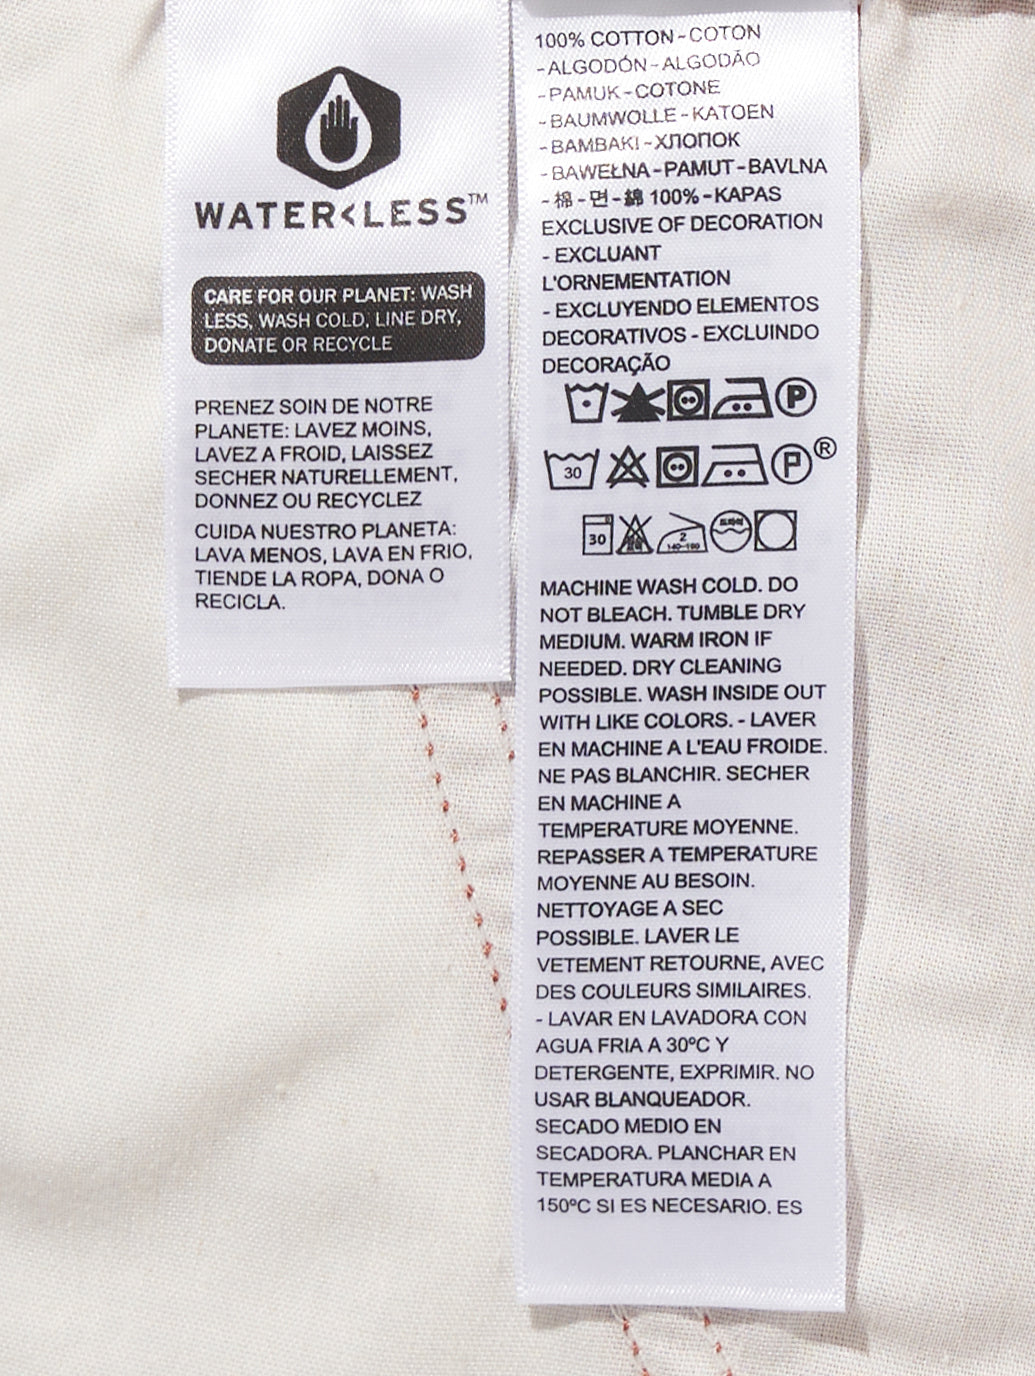 WATER<LESS™
CARE FOR OUR PLANET: WASH
LESS, WASH COLD, LINE DRY,
DONATE OR RECYCLE
PRENEZ SOIN DE NOTRE
PLANETE: LAVEZ MOINS,
LAVEZ A FROID, LAISSEZ
SECHER NATURELLEMENT,
DONNEZ OU RECYCLEZ
CUIDA NUESTRO PLANETA:
LAVA MENOS, LAVA EN FRIO,
TIENDE LA ROPA, DONA O
RECICLA.
100% COTTON-COTON
-ALGODÓN-ALGODÃO
-PAMUK-COTONE
-BAUMWOLLE-KATOEN
-BAMBAKI-ХЛОПОК
-BAWEŁNA-PAMUT-BAVLNA
-棉-면-綿 100%-KAPAS
EXCLUSIVE OF DECORATION
- EXCLUANT
L'ORNEMENTATION
- EXCLUYENDO ELEMENTOS
DECORATIVOS - EXCLUINDO
DECORAÇÃO
P
30 P ®
30 2
MACHINE WASH COLD. DO
NOT BLEACH. TUMBLE DRY
MEDIUM. WARM IRON IF
NEEDED. DRY CLEANING
POSSIBLE. WASH INSIDE OUT
WITH LIKE COLORS. - LAVER
EN MACHINE A L'EAU FROIDE.
NE PAS BLANCHIR. SECHER
EN MACHINE A
TEMPERATURE MOYENNE.
REPASSER A TEMPERATURE
MOYENNE AU BESOIN.
NETTOYAGE A SEC
POSSIBLE. LAVER LE
VETEMENT RETOURNE, AVEC
DES COULEURS SIMILAIRES.
- LAVAR EN LAVADORA CON
AGUA FRIA A 30ºC Y
DETERGENTE, EXPRIMIR. NO
USAR BLANQUEADOR.
SECADO MEDIO EN
SECADORA. PLANCHAR EN
TEMPERATURA MEDIA A
150ºC SI ES NECESARIO. ES